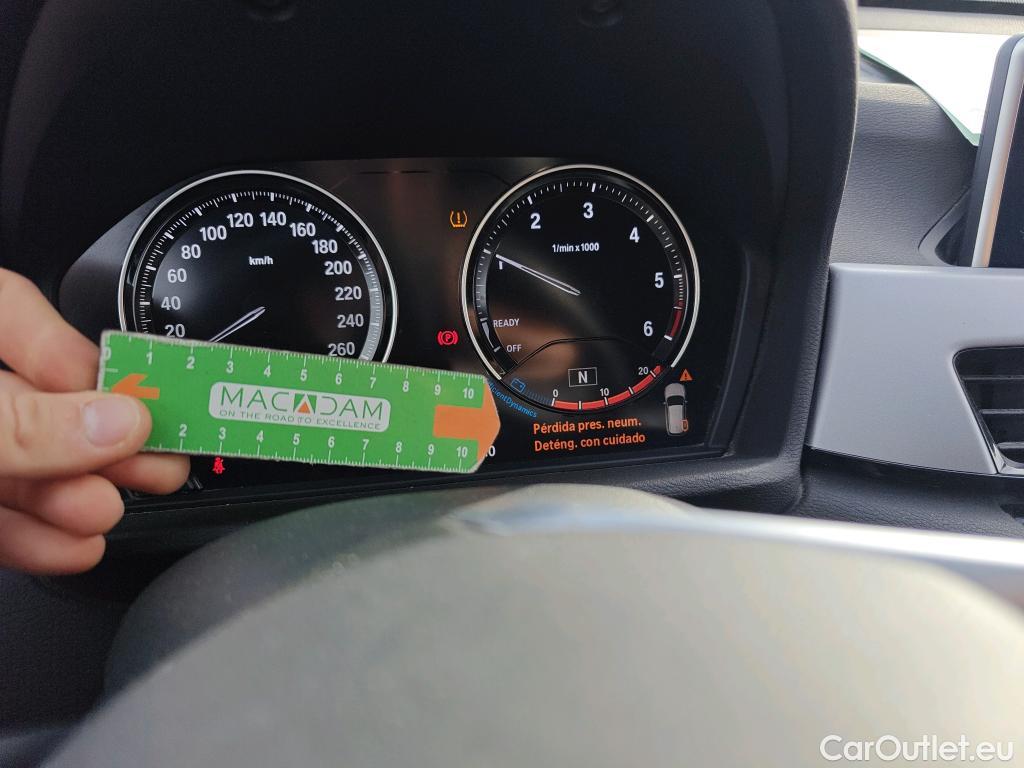 20
40
60
80
100
120
140
160
180
200
220
240
260
km/h
1
2
3
4
5
6
1/min x 1000
READY
OFF
N
0
10
20
EfficientDynamics
Pérdida pres. neum.
Deténg. con cuidado
0 1 2 3 4 5 6 7 8 9 10
MACADAM
ON THE ROAD TO EXCELLENCE
2 3 4 5 6 7 8 9 10
CarOutlet.eu